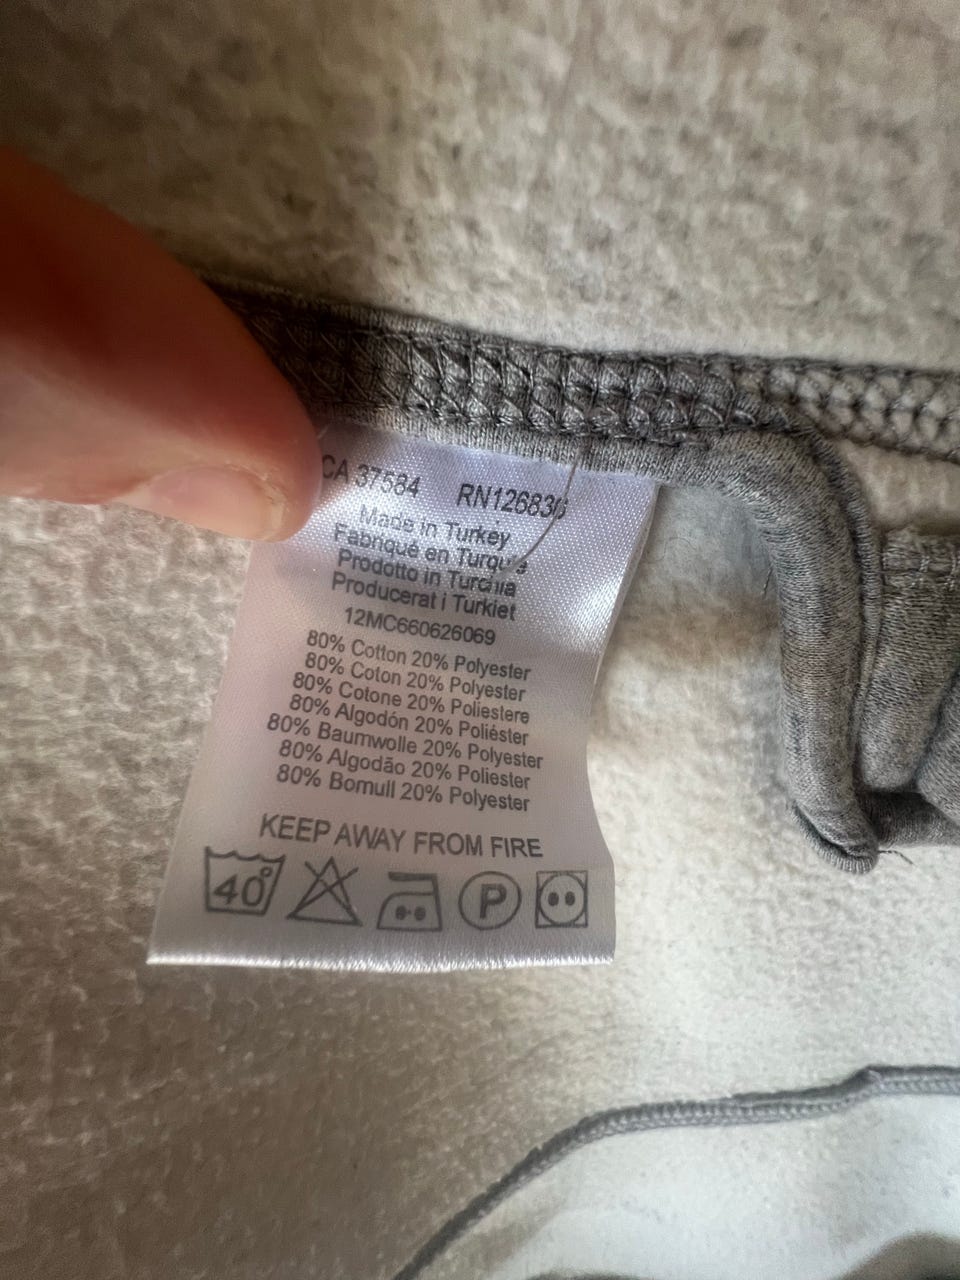 CA 37584 RN126836
Made in Turkey
Fabriqué en Turquie
Prodotto in Turchia
Producerat i Turkiet
12MC660626069
80% Cotton 20% Polyester
80% Coton 20% Polyester
80% Cotone 20% Poliestere
80% Algodón 20% Poliéster
80% Baumwolle 20% Polyester
80% Algodão 20% Poliester
80% Bomull 20% Polyester
KEEP AWAY FROM FIRE
40° P